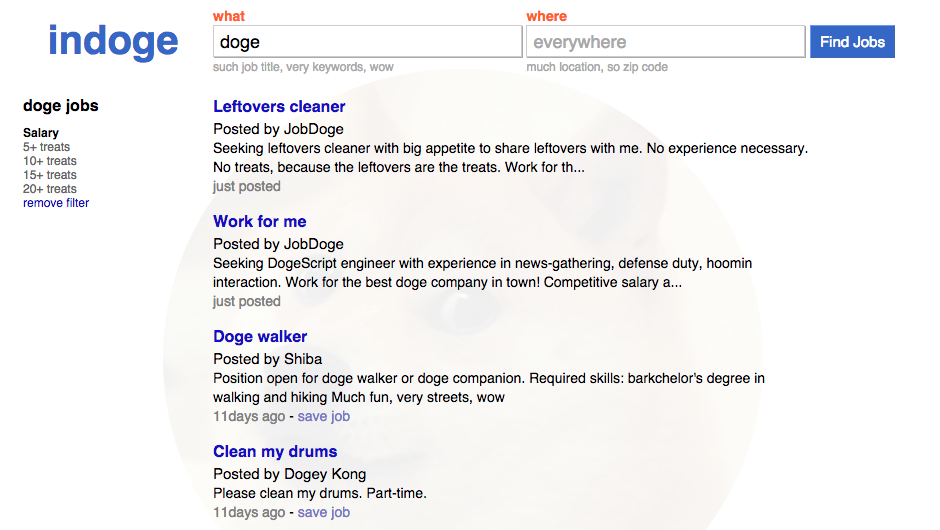 indoge
what
where
doge
everywhere
Find Jobs
such job title, very keywords, wow
much location, so zip code
doge jobs
Salary
5+ treats
10+ treats
15+ treats
20+ treats
remove filter
Leftovers cleaner
Posted by JobDoge
Seeking leftovers cleaner with big appetite to share leftovers with me. No experience necessary.
No treats, because the leftovers are the treats. Work for th...
just posted
Work for me
Posted by JobDoge
Seeking DogeScript engineer with experience in news-gathering, defense duty, hoomin
interaction. Work for the best doge company in town! Competitive salary a...
just posted
Doge walker
Posted by Shiba
Position open for doge walker or doge companion. Required skills: barkchelor's degree in
walking and hiking Much fun, very streets, wow
11days ago - save job
Clean my drums
Posted by Dogey Kong
Please clean my drums. Part-time.
11days ago - save job